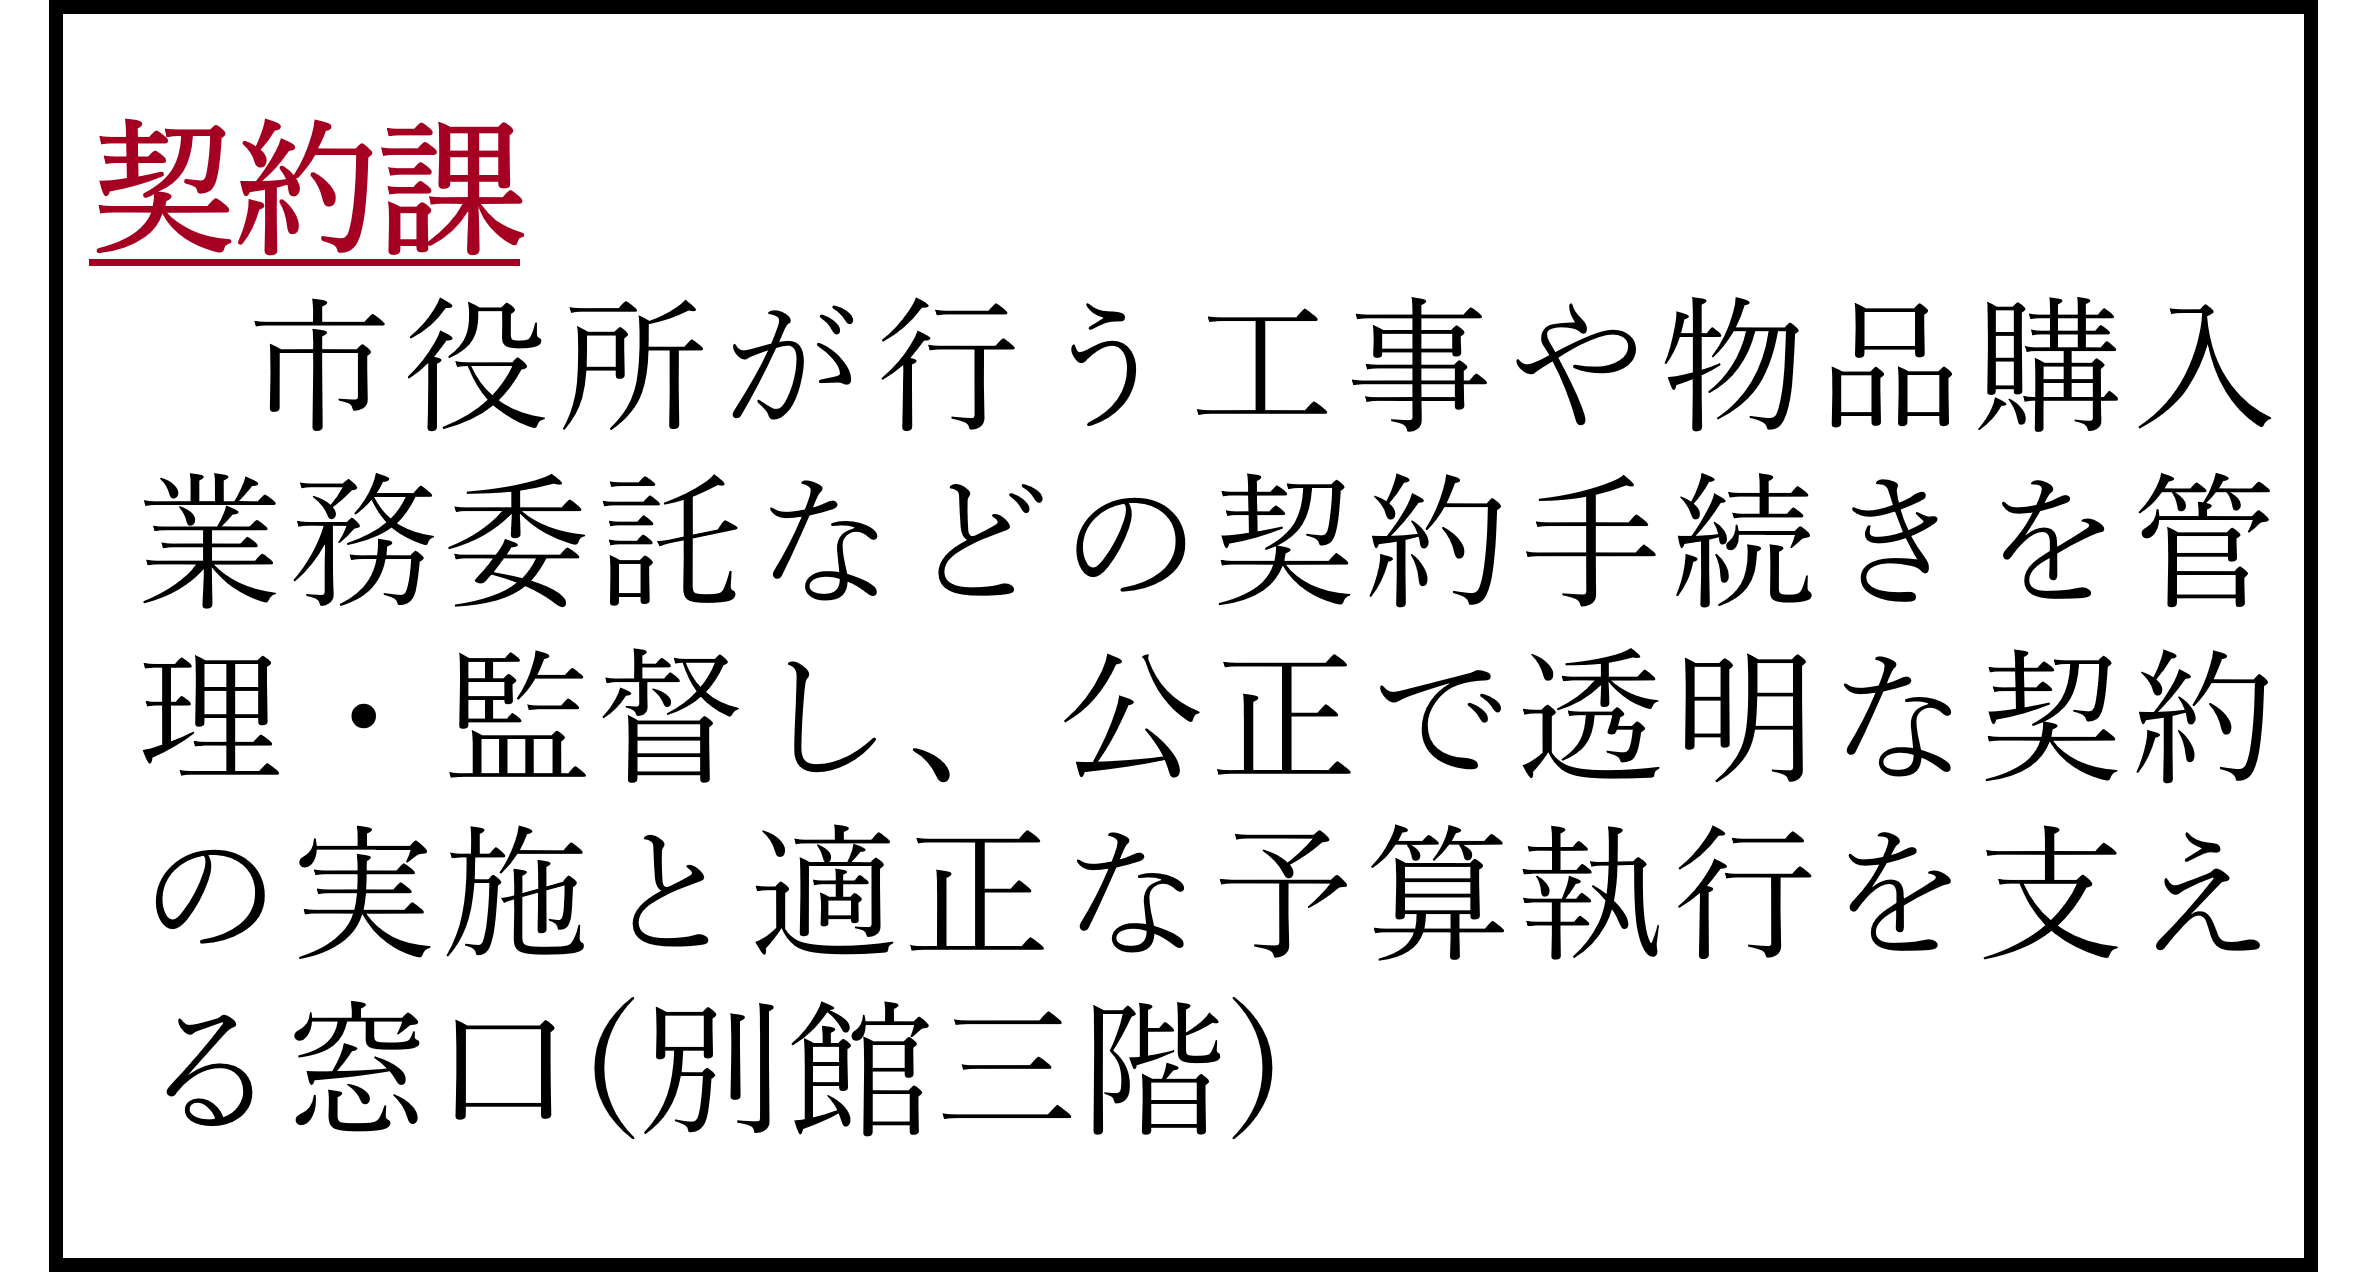 契約課
市役所が行う工事や物品購入
業務委託などの契約手続きを管
理・監督し、公正で透明な契約
の実施と適正な予算執行を支え
る窓口(別館三階)